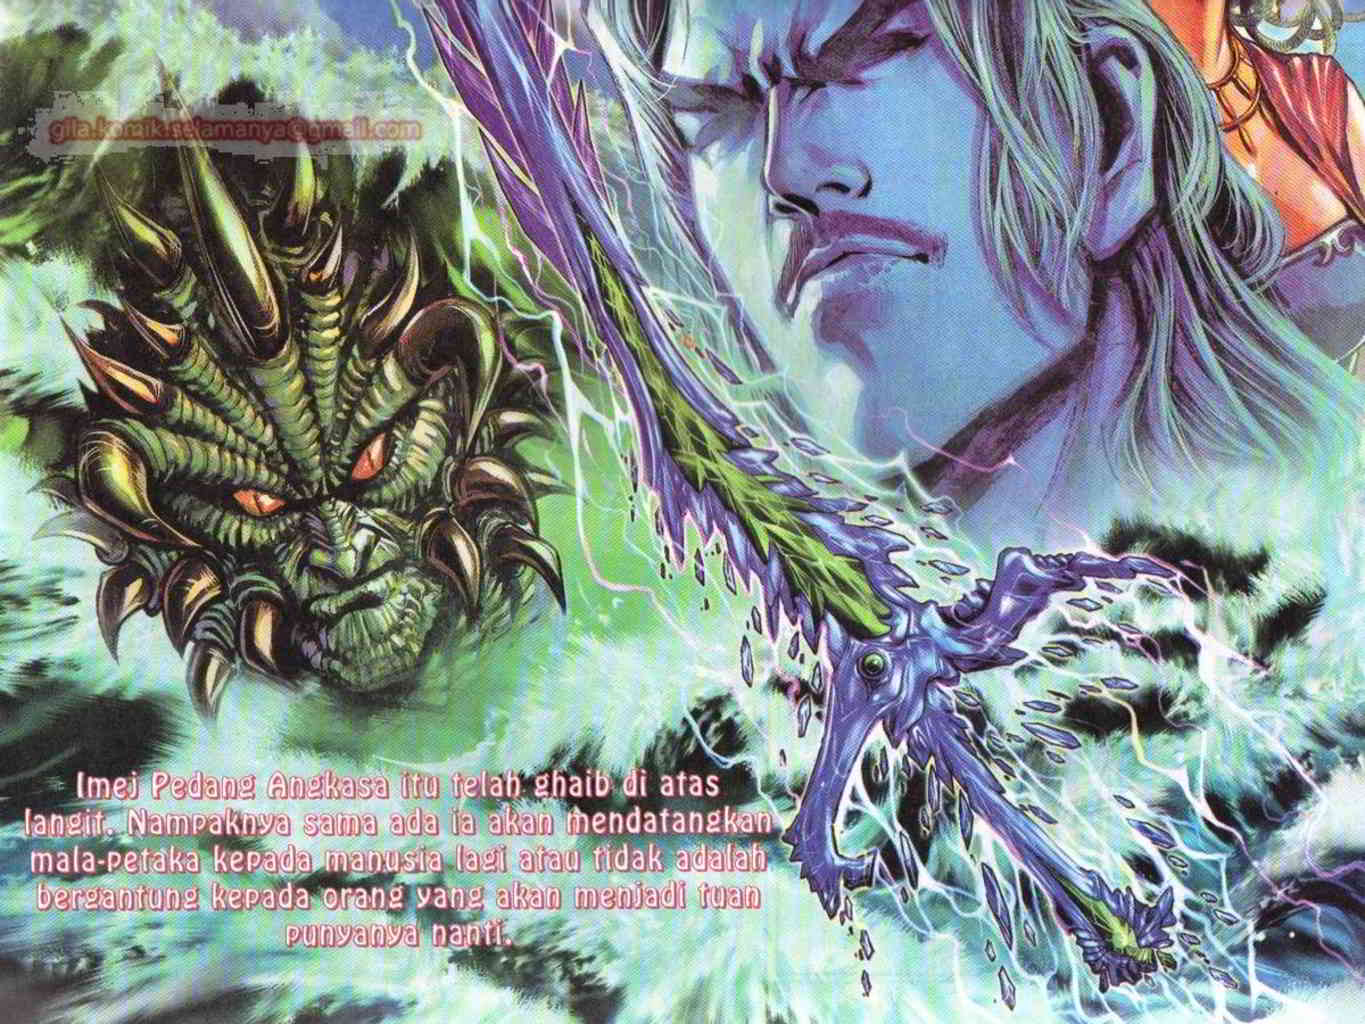 gila.komik.selamanya@gmail.com
Imej Pedang Angkasa itu telah ghaib di atas
langit. Nampaknya sama ada ia akan mendatangkan
mala-petaka kepada manusia lagi atau tidak adalah
bergantung kepada orang yang akan menjadi tuan
punyanya nanti.